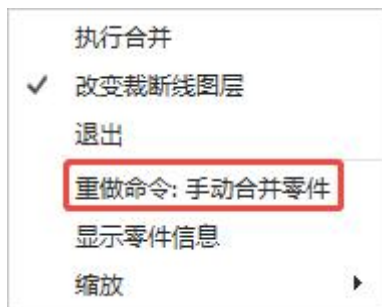 执行合并
✓ 改变裁断线图层
退出
重做命令: 手动合并零件
显示零件信息
缩放